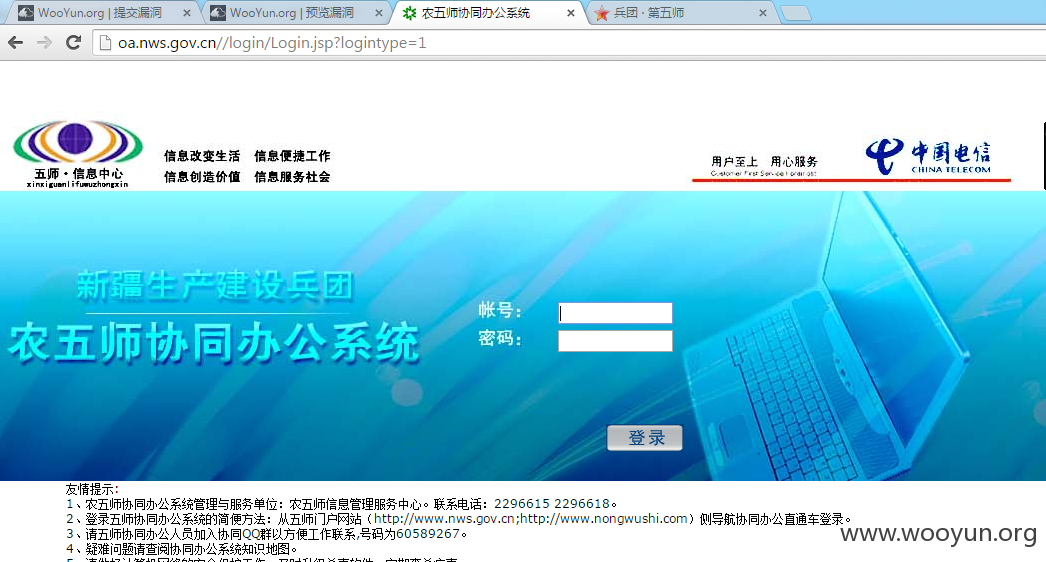 WooYun.org | 提交漏洞
WooYun.org | 预览漏洞
农五师协同办公系统
兵团 · 第五师
oa.nws.gov.cn//login/Login.jsp?logintype=1
五师·信息中心
xinxiguanlifuwuzhongxin
信息改变生活 信息便捷工作
信息创造价值 信息服务社会
用户至上 用心服务
Customer First Service Foremost
中国电信
CHINA TELECOM
新疆生产建设兵团
农五师协同办公系统
帐号：
密码：
登录
友情提示：
1、农五师协同办公系统管理与服务单位：农五师信息管理服务中心。联系电话：2296615 2296618。
2、登录五师协同办公系统的简便方法：从五师门户网站（http://www.nws.gov.cn;http://www.nongwushi.com）侧导航协同办公直通车登录。
3、请五师协同办公人员加入协同QQ群以方便工作联系,号码为60589267。
4、疑难问题请查阅协同办公系统知识地图。
www.wooyun.org